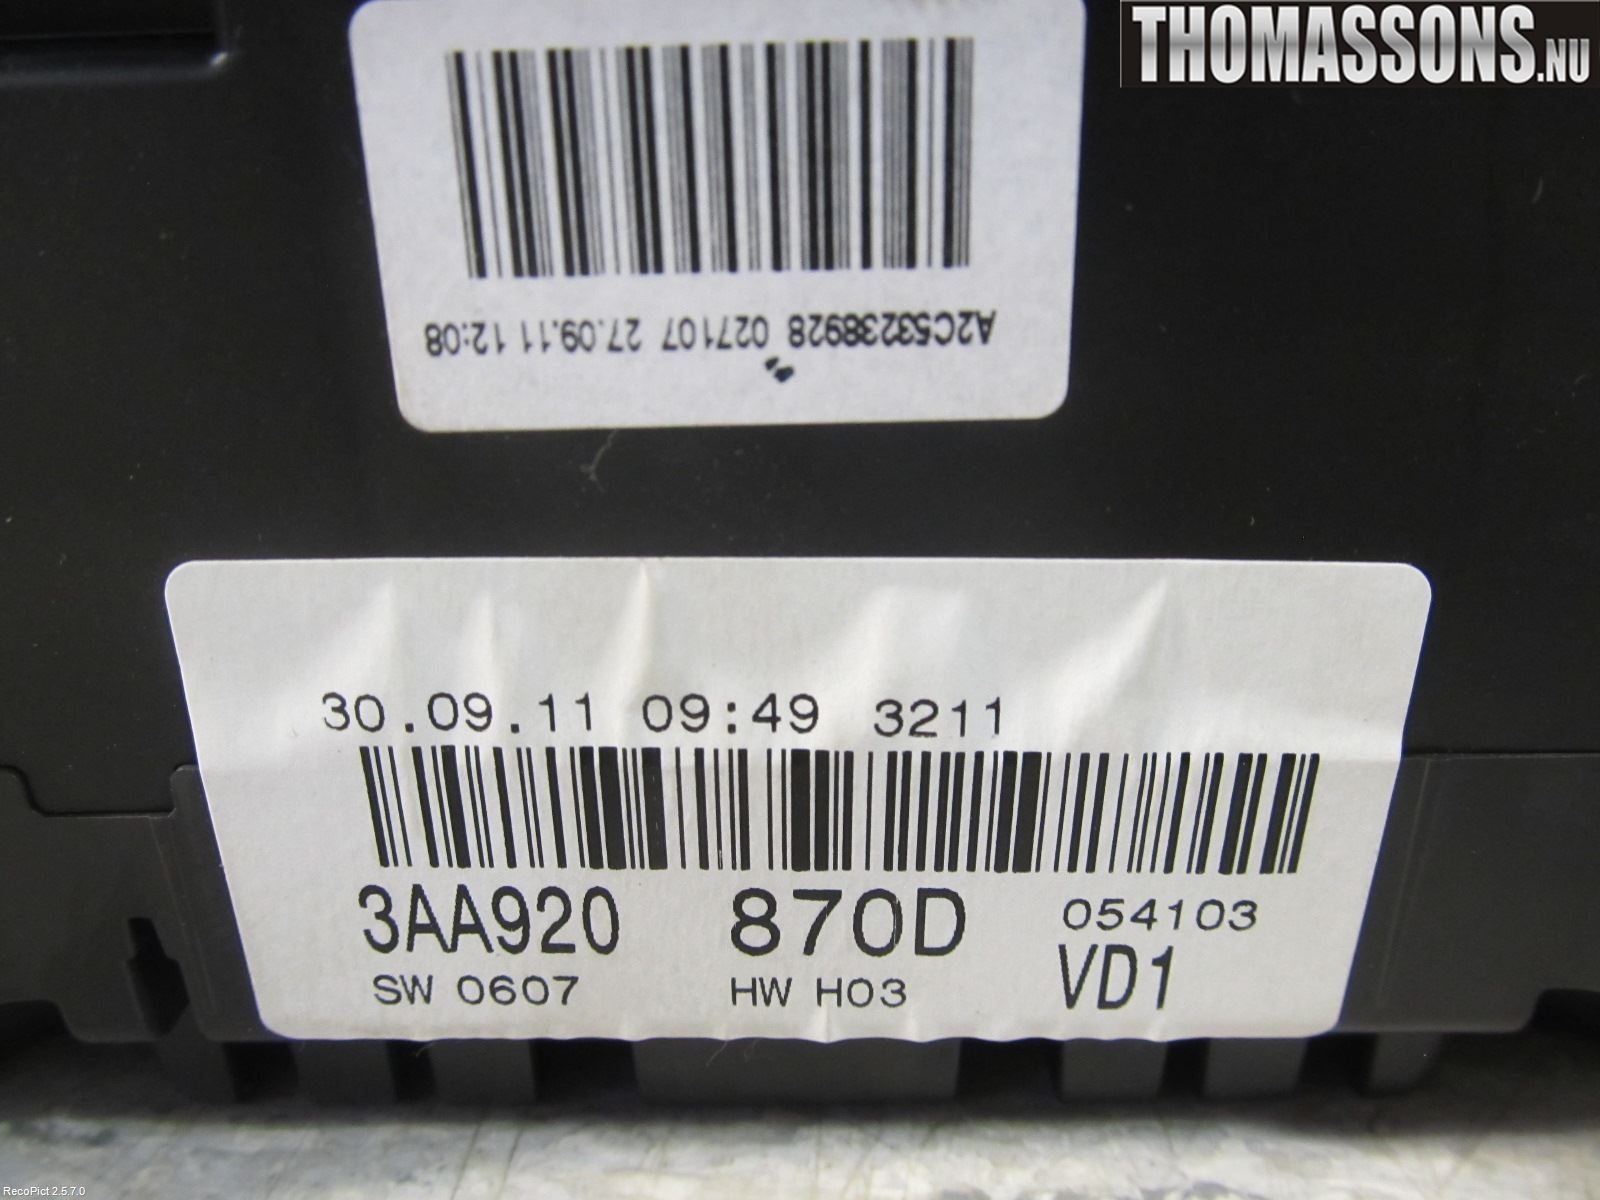 THOMASSONS.NU
A2C53238928 027107 27.09.11 12:08
30.09.11 09:49 3211
3AA920 870D 054103
SW 0607 HW H03 VD1
RecoPict 2.5.7.0